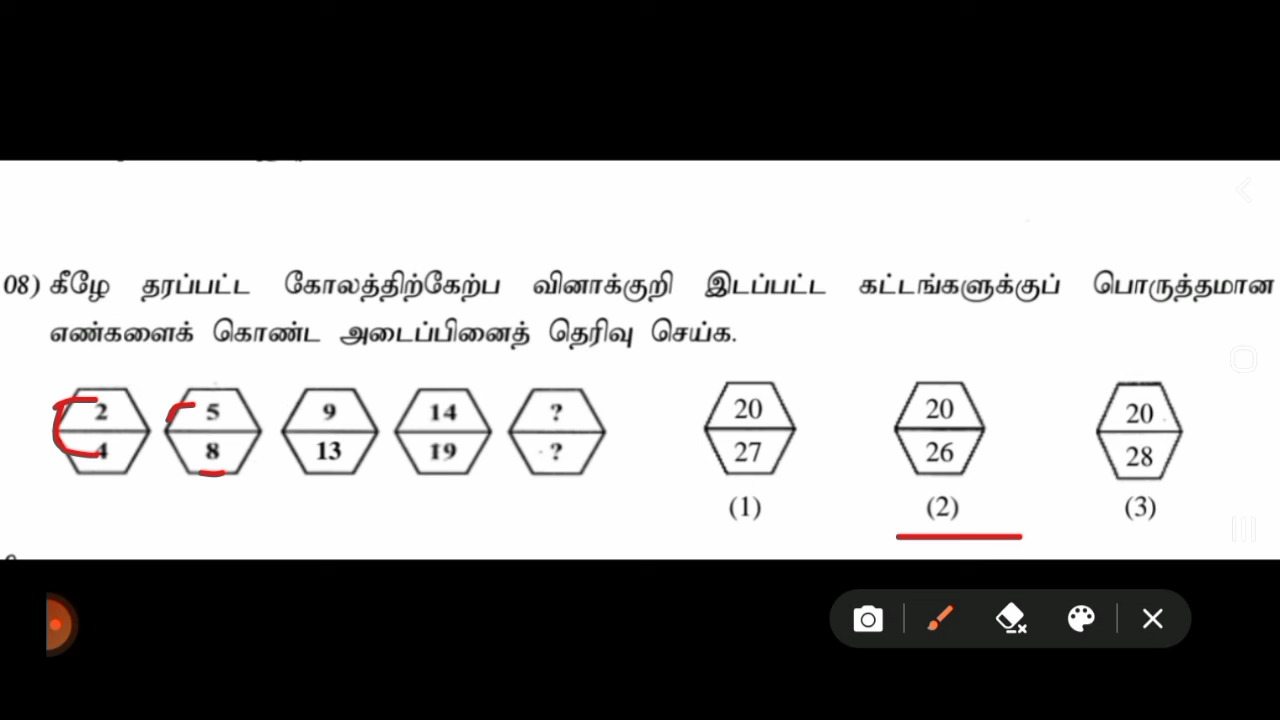 08) கீழே தரப்பட்ட கோலத்திற்கேற்ப வினாக்குறி இடப்பட்ட கட்டங்களுக்குப் பொருத்தமான
எண்களைக் கொண்ட அடைப்பினைத் தெரிவு செய்க.
2 5 9 14 ? 20 20 20
4 8 13 19 ? 27 26 28
(1) (2) (3)